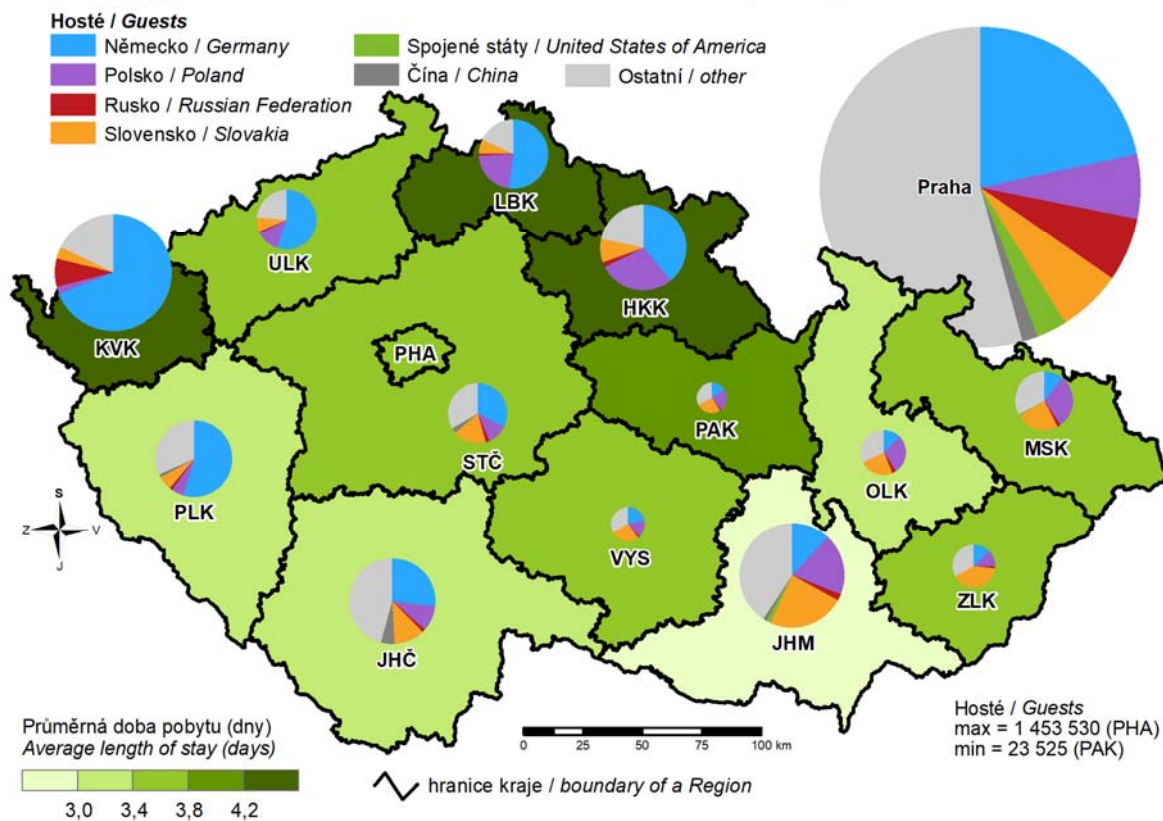 Hosté / Guests
Německo / Germany
Polsko / Poland
Rusko / Russian Federation
Slovensko / Slovakia
Spojené státy / United States of America
Čína / China
Ostatní / other
Praha
LBK
ULK
HKK
KVK
PHA
PAK
STČ
MSK
OLK
PLK
VYS
ZLK
JHČ
JHM
S
Z V
J
Průměrná doba pobytu (dny)
Average length of stay (days)
3,0 3,4 3,8 4,2
0 25 50 75 100 km
hranice kraje / boundary of a Region
Hosté / Guests
max = 1 453 530 (PHA)
min = 23 525 (PAK)